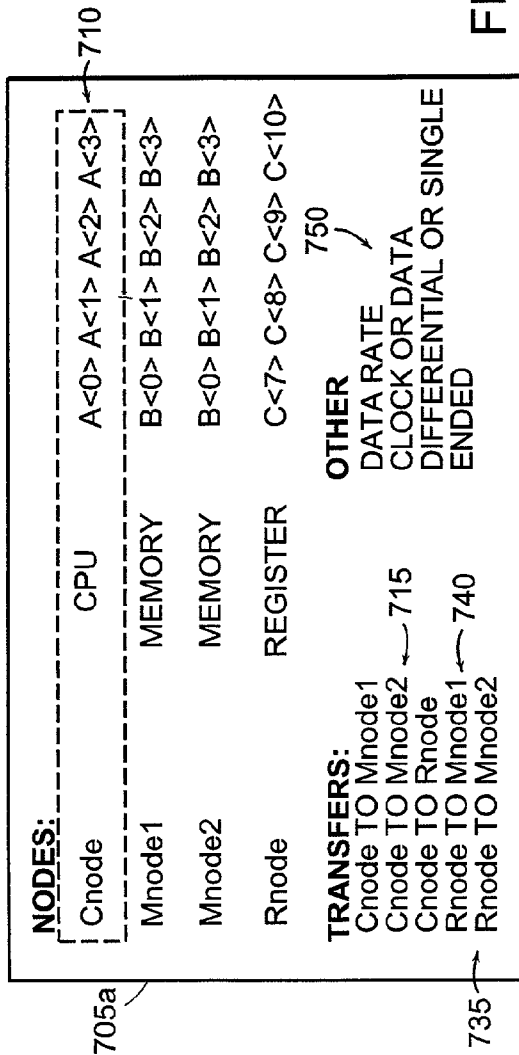 705a
NODES:
Cnode CPU A<0> A<1> A<2> A<3> 710
Mnode1 MEMORY B<0> B<1> B<2> B<3>
Mnode2 MEMORY B<0> B<1> B<2> B<3>
Rnode REGISTER C<7> C<8> C<9> C<10>
TRANSFERS:
Cnode TO Mnode1
Cnode TO Mnode2 715
Cnode TO Rnode
Rnode TO Mnode1 740
Rnode TO Mnode2
735
OTHER 750
DATA RATE
CLOCK OR DATA
DIFFERENTIAL OR SINGLE
ENDED